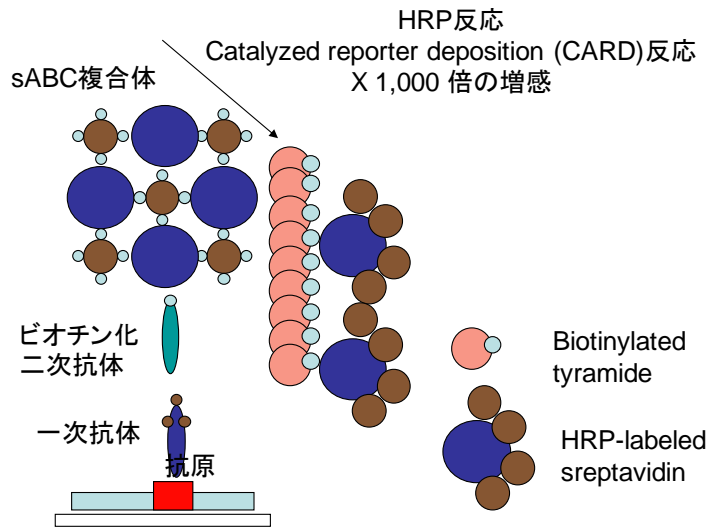 HRP反応
Catalyzed reporter deposition (CARD)反応
X 1,000 倍の増感
sABC複合体
ビオチン化
二次抗体
一次抗体
抗原
Biotinylated
tyramide
HRP-labeled
sreptavidin